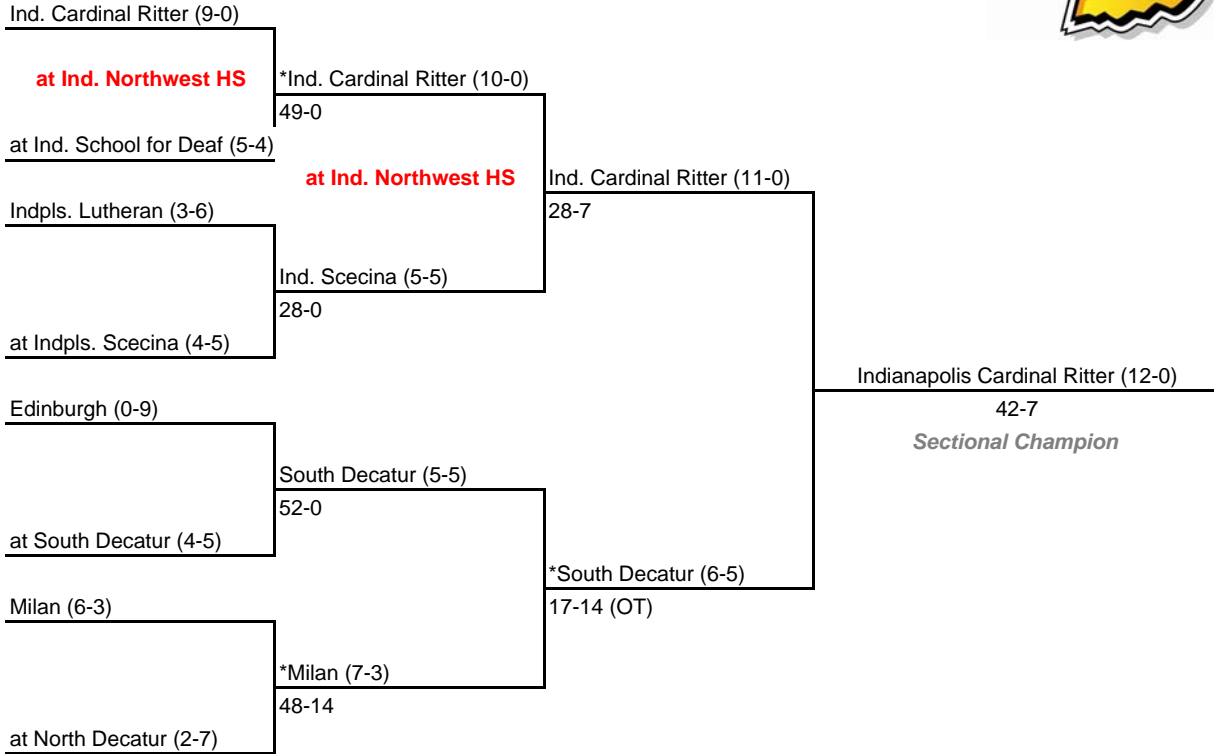 Ind. Cardinal Ritter (9-0)
at Ind. Northwest HS
*Ind. Cardinal Ritter (10-0)
49-0
at Ind. School for Deaf (5-4)
at Ind. Northwest HS
Ind. Cardinal Ritter (11-0)
28-7
Indpls. Lutheran (3-6)
Ind. Scecina (5-5)
28-0
at Indpls. Scecina (4-5)
Indianapolis Cardinal Ritter (12-0)
42-7
Sectional Champion
Edinburgh (0-9)
South Decatur (5-5)
52-0
at South Decatur (4-5)
*South Decatur (6-5)
17-14 (OT)
Milan (6-3)
*Milan (7-3)
48-14
at North Decatur (2-7)